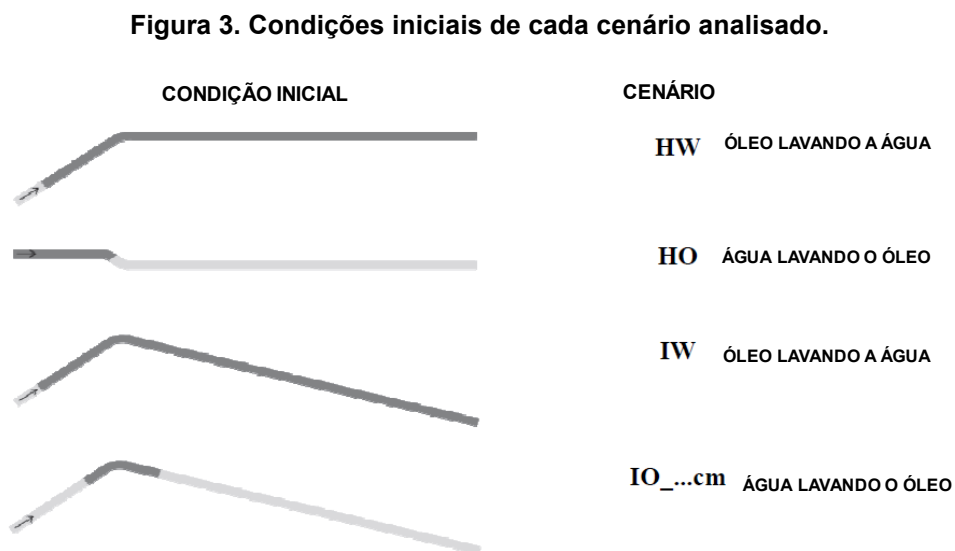 Figura 3. Condições iniciais de cada cenário analisado.
CONDIÇÃO INICIAL CENÁRIO
HW ÓLEO LAVANDO A ÁGUA
HO ÁGUA LAVANDO O ÓLEO
IW ÓLEO LAVANDO A ÁGUA
IO_...cm ÁGUA LAVANDO O ÓLEO